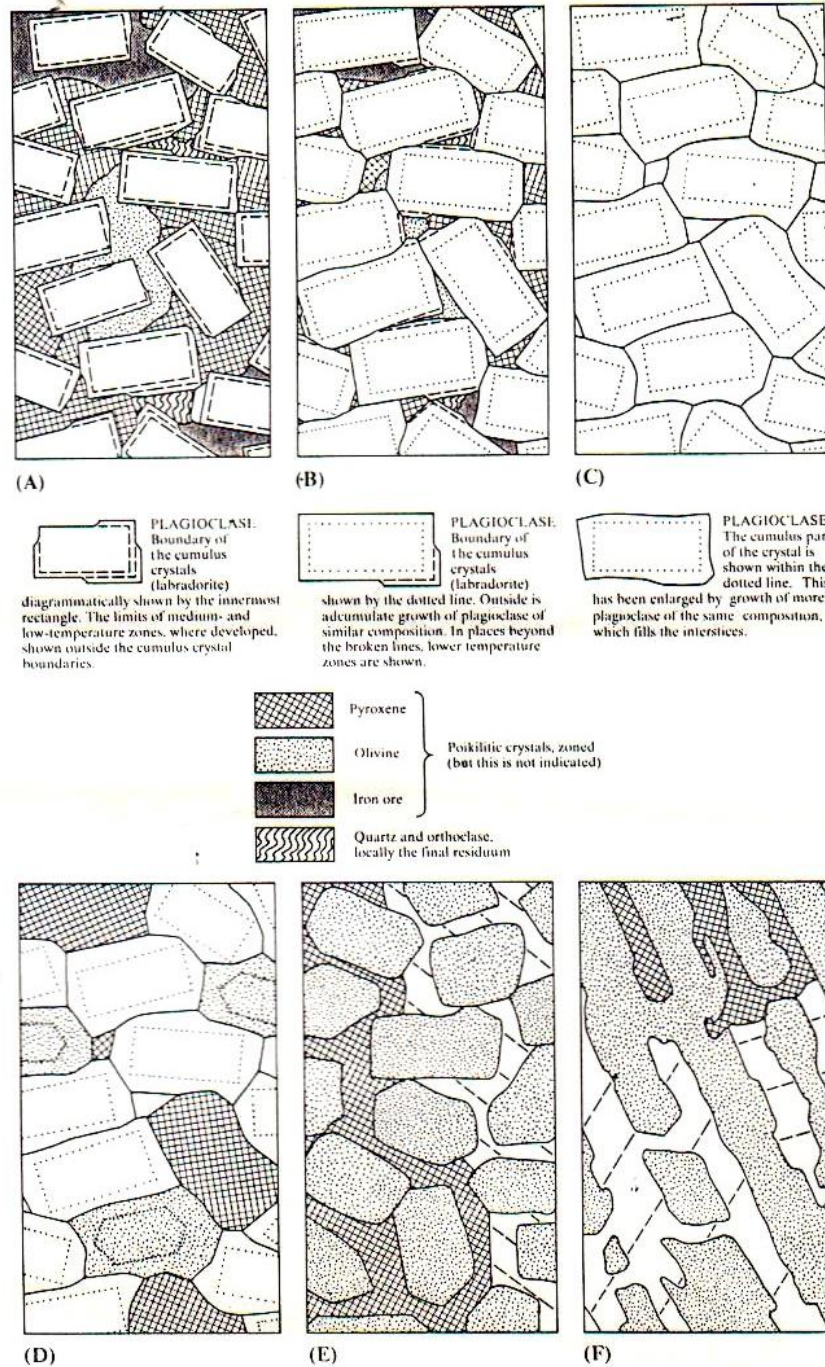 (A)
(B)
(C)
PLAGIOCLASE
Boundary of
the cumulus
crystals
(labradorite)
diagrammatically shown by the innermost
rectangle. The limits of medium- and
low-temperature zones, where developed,
shown outside the cumulus crystal
boundaries.
PLAGIOCLASE
Boundary of
the cumulus
crystals
(labradorite)
shown by the dotted line. Outside is
adcumulate growth of plagioclase of
similar composition. In places beyond
the broken lines, lower temperature
zones are shown.
PLAGIOCLASE
The cumulus part
of the crystal is
shown within the
dotted line. This
has been enlarged by growth of more
plagioclase of the same composition,
which fills the interstices.
Pyroxene
Olivine
Iron ore
Poikilitic crystals, zoned
(but this is not indicated)
Quartz and orthoclase,
locally the final residuum
(D)
(E)
(F)